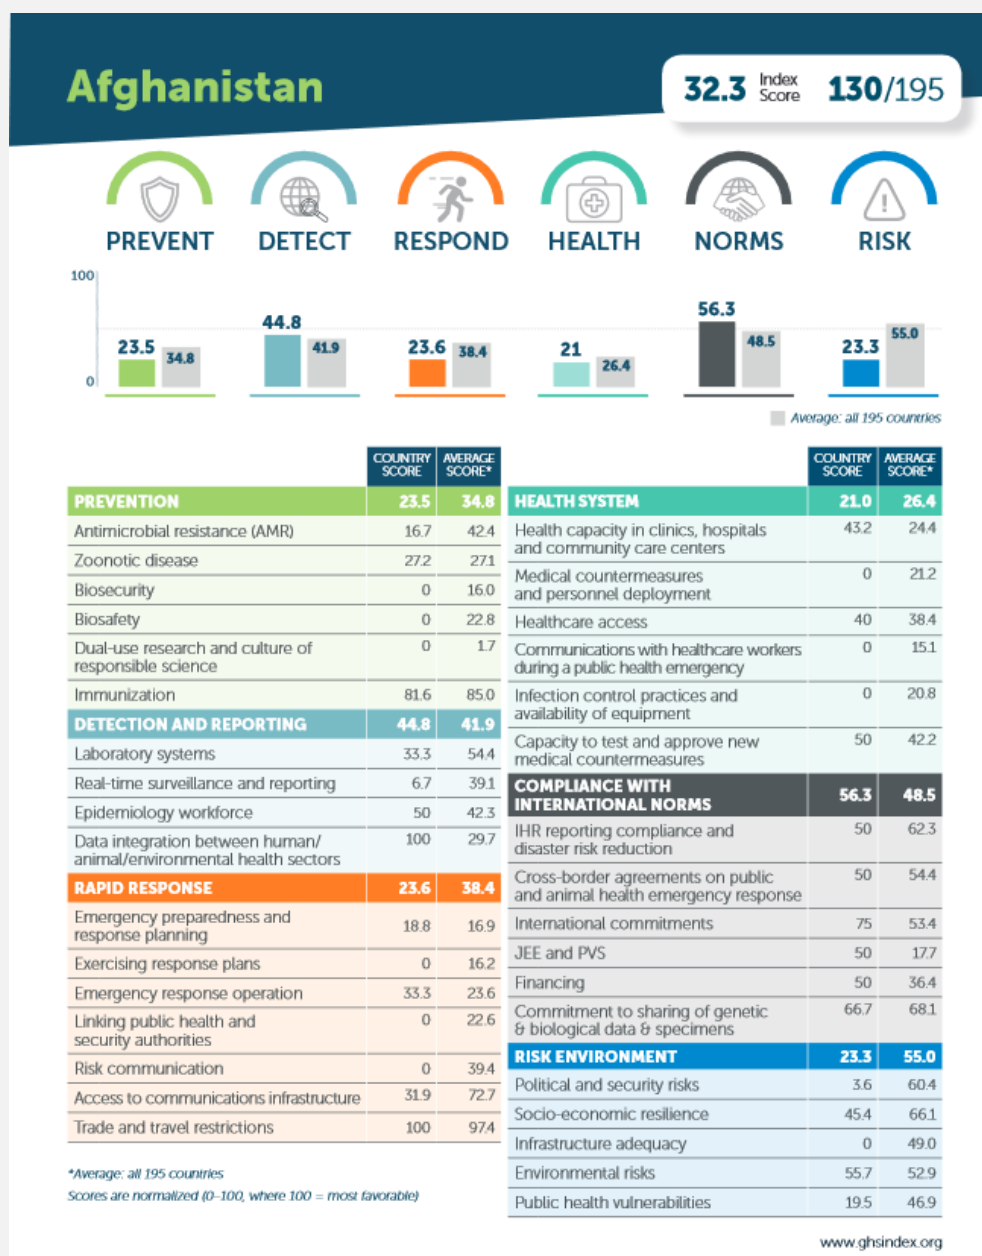 Afghanistan
32.3 Index Score 130/195
PREVENT DETECT RESPOND HEALTH NORMS RISK
100
0
23.5 34.8
44.8 41.9
23.6 38.4
21 26.4
56.3 48.5
23.3 55.0
Average: all 195 countries
COUNTRY SCORE AVERAGE SCORE*
PREVENTION 23.5 34.8
Antimicrobial resistance (AMR) 16.7 42.4
Zoonotic disease 27.2 27.1
Biosecurity 0 16.0
Biosafety 0 22.8
Dual-use research and culture of
responsible science 0 1.7
Immunization 81.6 85.0
DETECTION AND REPORTING 44.8 41.9
Laboratory systems 33.3 54.4
Real-time surveillance and reporting 6.7 39.1
Epidemiology workforce 50 42.3
Data integration between human/
animal/environmental health sectors 100 29.7
RAPID RESPONSE 23.6 38.4
Emergency preparedness and
response planning 18.8 16.9
Exercising response plans 0 16.2
Emergency response operation 33.3 23.6
Linking public health and
security authorities 0 22.6
Risk communication 0 39.4
Access to communications infrastructure 31.9 72.7
Trade and travel restrictions 100 97.4
*Average: all 195 countries
Scores are normalized (0–100, where 100 = most favorable)
COUNTRY SCORE AVERAGE SCORE*
HEALTH SYSTEM 21.0 26.4
Health capacity in clinics, hospitals
and community care centers 43.2 24.4
Medical countermeasures
and personnel deployment 0 21.2
Healthcare access 40 38.4
Communications with healthcare workers
during a public health emergency 0 15.1
Infection control practices and
availability of equipment 0 20.8
Capacity to test and approve new
medical countermeasures 50 42.2
COMPLIANCE WITH
INTERNATIONAL NORMS 56.3 48.5
IHR reporting compliance and
disaster risk reduction 50 62.3
Cross-border agreements on public
and animal health emergency response 50 54.4
International commitments 75 53.4
JEE and PVS 50 17.7
Financing 50 36.4
Commitment to sharing of genetic
& biological data & specimens 66.7 68.1
RISK ENVIRONMENT 23.3 55.0
Political and security risks 3.6 60.4
Socio-economic resilience 45.4 66.1
Infrastructure adequacy 0 49.0
Environmental risks 55.7 52.9
Public health vulnerabilities 19.5 46.9
www.ghsindex.org